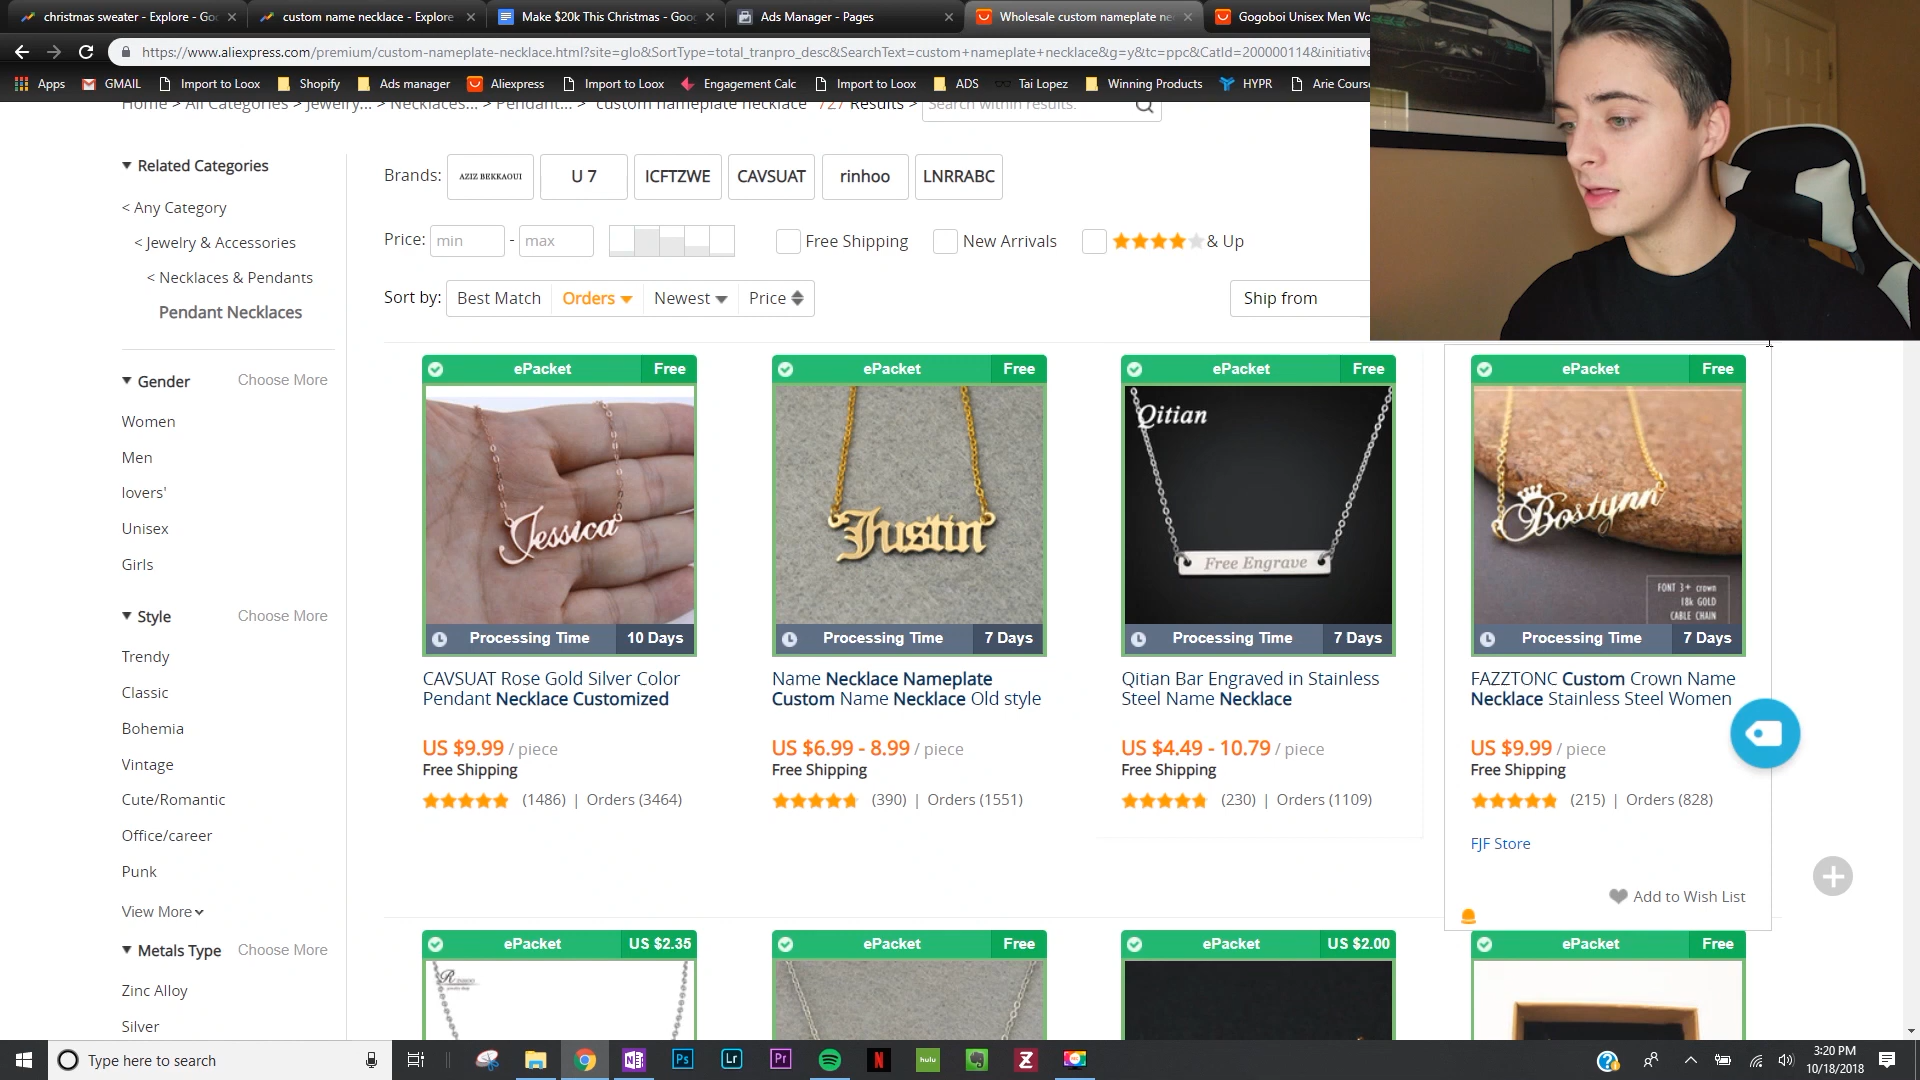 christmas sweater - Explore - Go
custom name necklace - Explore
Make $20k This Christmas - Goo
Ads Manager - Pages
Wholesale custom nameplate ne
Gogoboi Unisex Men Wo
https://www.aliexpress.com/premium/custom-nameplate-necklace.html?site=glo&SortType=total_tranpro_desc&SearchText=custom+nameplate+necklace&g=y&tc=ppc&CatId=200000114&initiative
Apps GMAIL Import to Loox Shopify Ads manager Aliexpress Import to Loox Engagement Calc Import to Loox ADS Tai Lopez Winning Products HYPR Arie Cours
Home > All Categories > Jewelry... > Necklaces... > Pendant... > "custom nameplate necklace" 727 Results > Search within results.
Related Categories
< Any Category
< Jewelry & Accessories
< Necklaces & Pendants
Pendant Necklaces
Brands: AZIZ BEKKAOUI U 7 ICFTZWE CAVSUAT rinhoo LNRRABC
Price: min - max Free Shipping New Arrivals & Up
Sort by: Best Match Orders Newest Price Ship from
Gender Choose More
Women
Men
lovers'
Unisex
Girls
Style Choose More
Trendy
Classic
Bohemia
Vintage
Cute/Romantic
Office/career
Punk
View More
Metals Type Choose More
Zinc Alloy
Silver
ePacket Free
Jessica
Processing Time 10 Days
CAVSUAT Rose Gold Silver Color
Pendant Necklace Customized
US $9.99 / piece
Free Shipping
(1486) | Orders (3464)
ePacket Free
Justin
Processing Time 7 Days
Name Necklace Nameplate
Custom Name Necklace Old style
US $6.99 - 8.99 / piece
Free Shipping
(390) | Orders (1551)
ePacket Free
Qitian
Free Engrave
Processing Time 7 Days
Qitian Bar Engraved in Stainless
Steel Name Necklace
US $4.49 - 10.79 / piece
Free Shipping
(230) | Orders (1109)
ePacket Free
Bostynn
FONT 3+ crown
18k GOLD
CABLE CHAIN
Processing Time 7 Days
FAZZTONC Custom Crown Name
Necklace Stainless Steel Women
US $9.99 / piece
Free Shipping
(215) | Orders (828)
FJF Store
Add to Wish List
ePacket US $2.35
ePacket Free
ePacket US $2.00
ePacket Free
Type here to search
Ps
Lr
Pr
N
hulu
Z
3:20 PM
10/18/2018